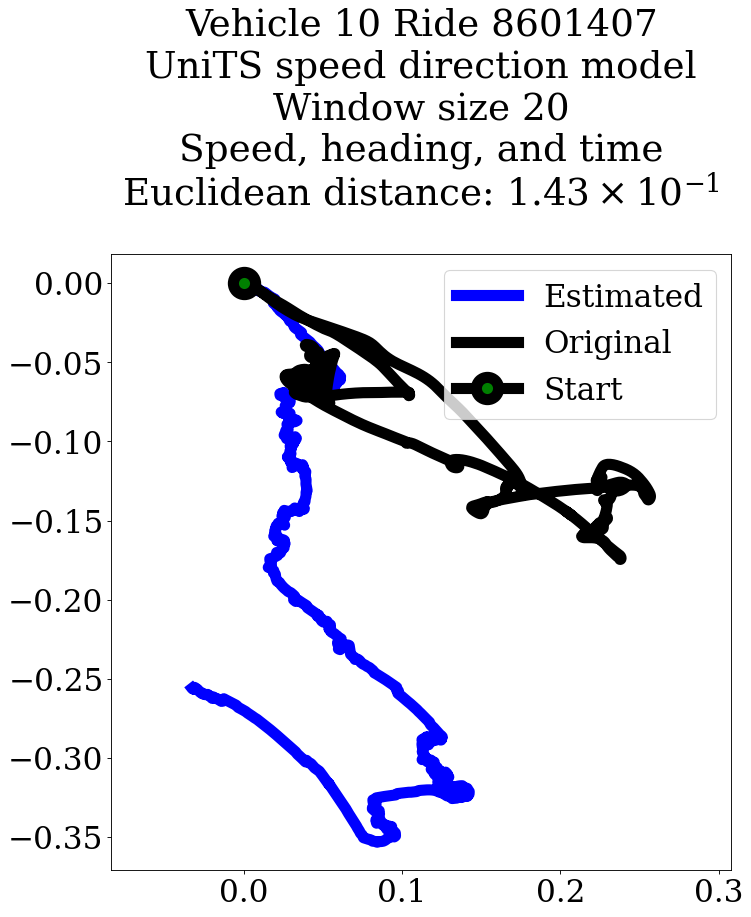 Vehicle 10 Ride 8601407
UniTS speed direction model
Window size 20
Speed, heading, and time
Euclidean distance: 1.43 × 10⁻¹
Estimated
Original
Start
0.00
−0.05
−0.10
−0.15
−0.20
−0.25
−0.30
−0.35
0.0 0.1 0.2 0.3